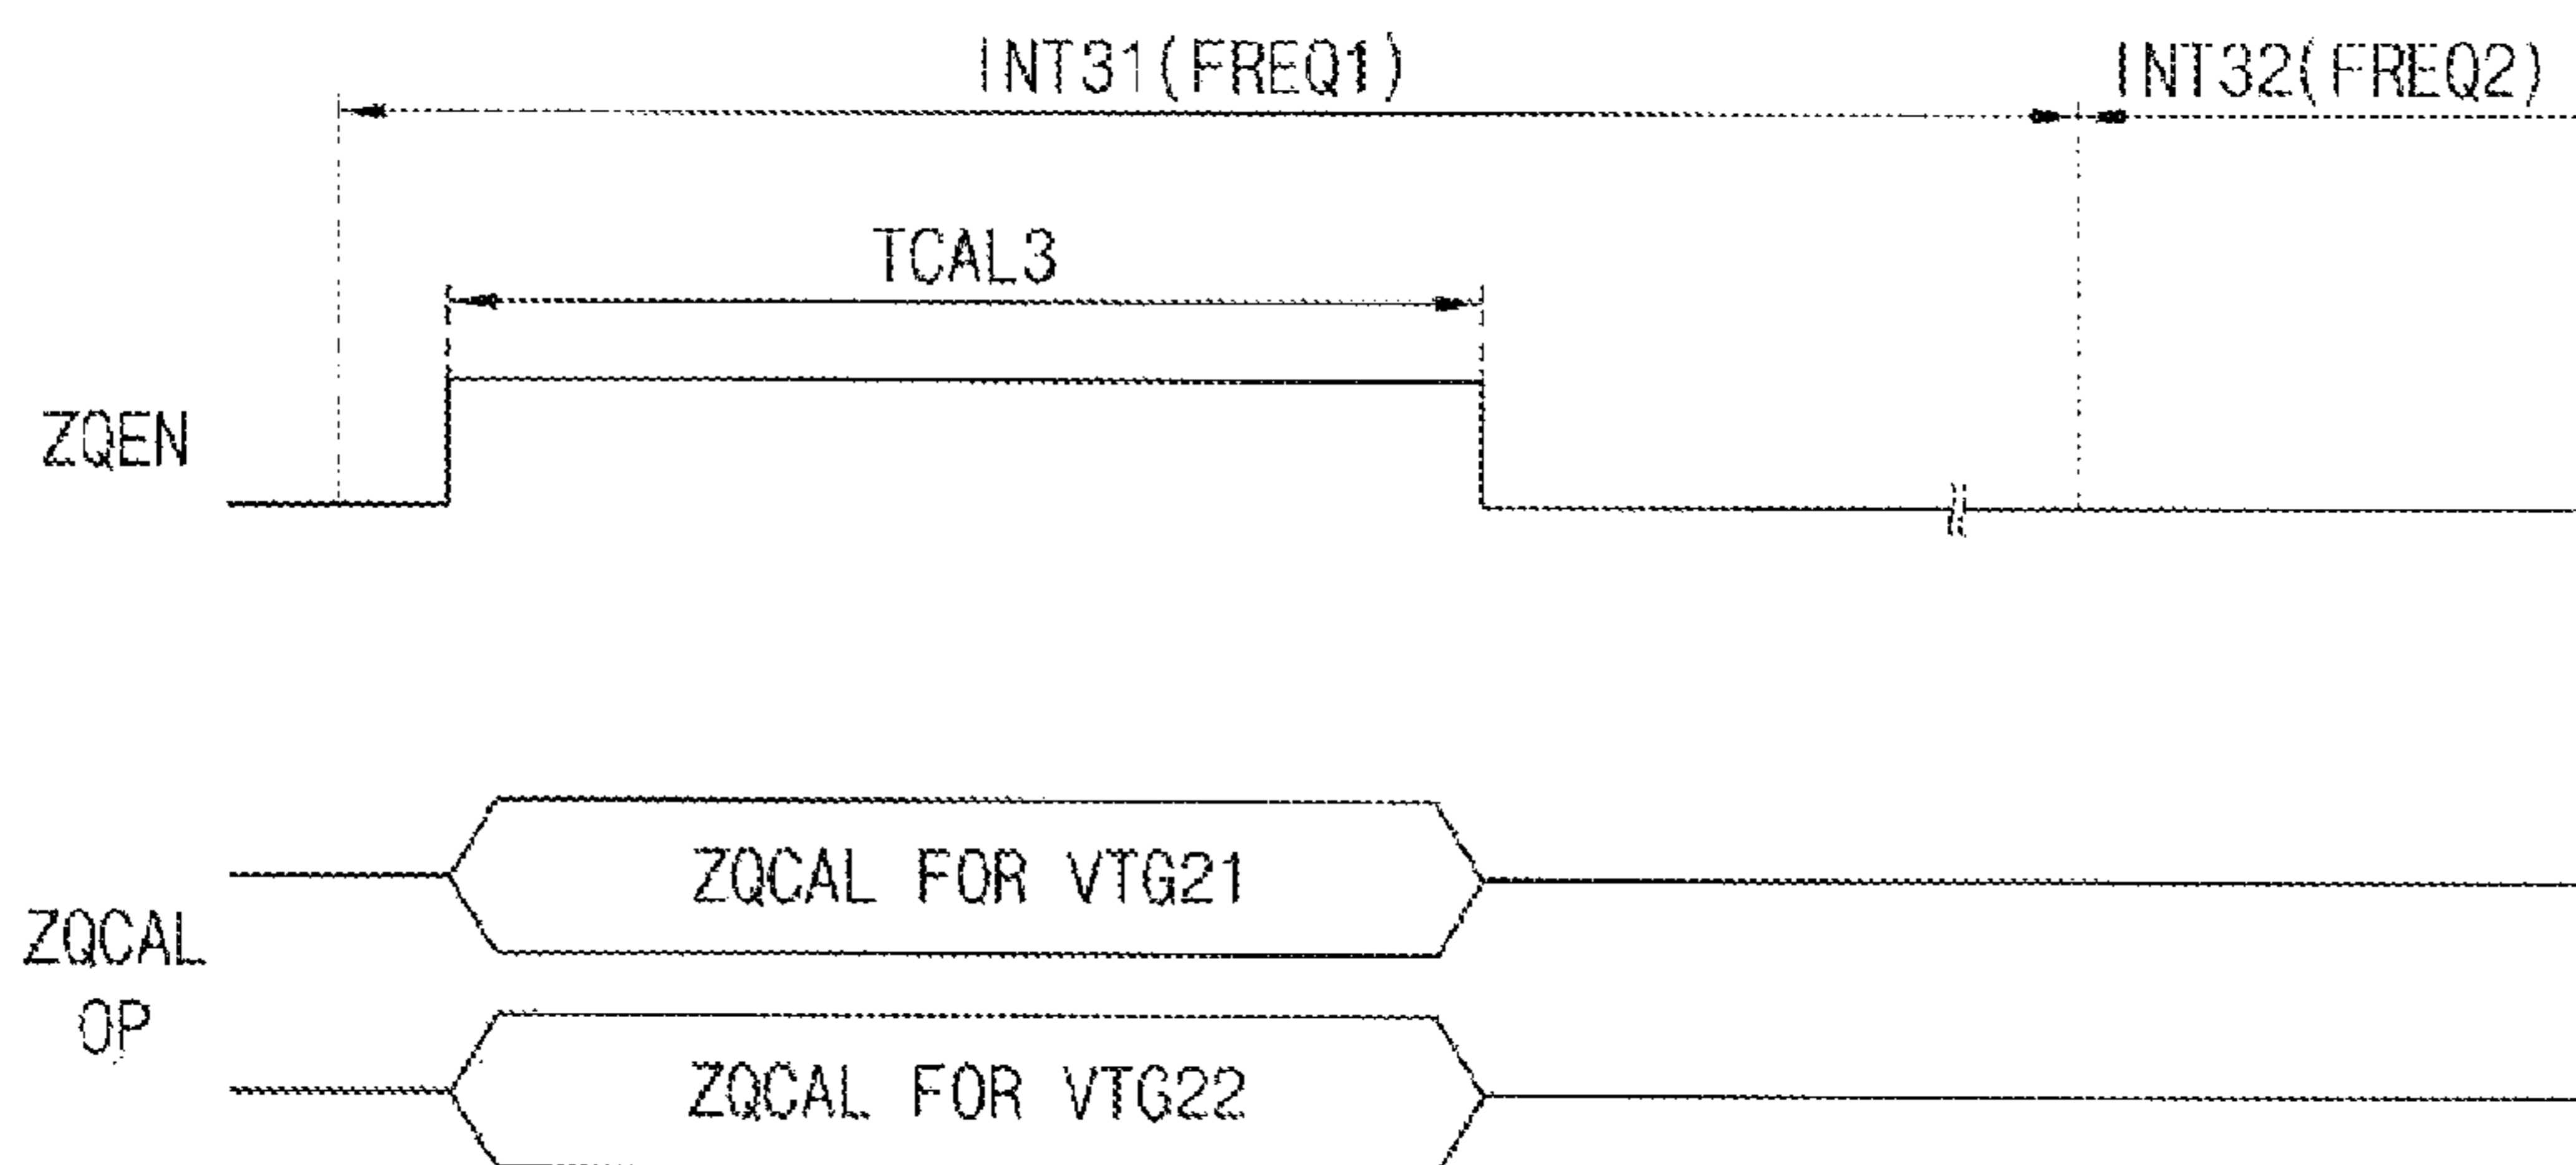 INT31(FREQ1)
INT32(FREQ2)
TCAL3
ZQEN
ZQCAL FOR VTG21
ZQCAL
OP
ZQCAL FOR VTG22